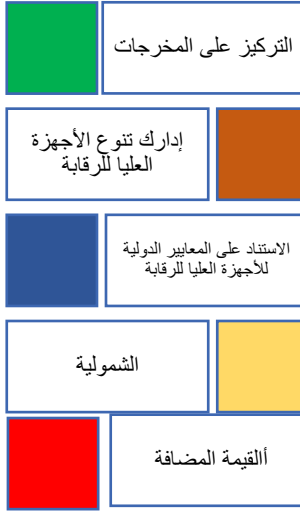 التركيز على المخرجات
إدارك تنوع الأجهزة
العليا للرقابة
الاستناد على المعايير الدولية
للأجهزة العليا للرقابة
الشمولية
أالقيمة المضافة